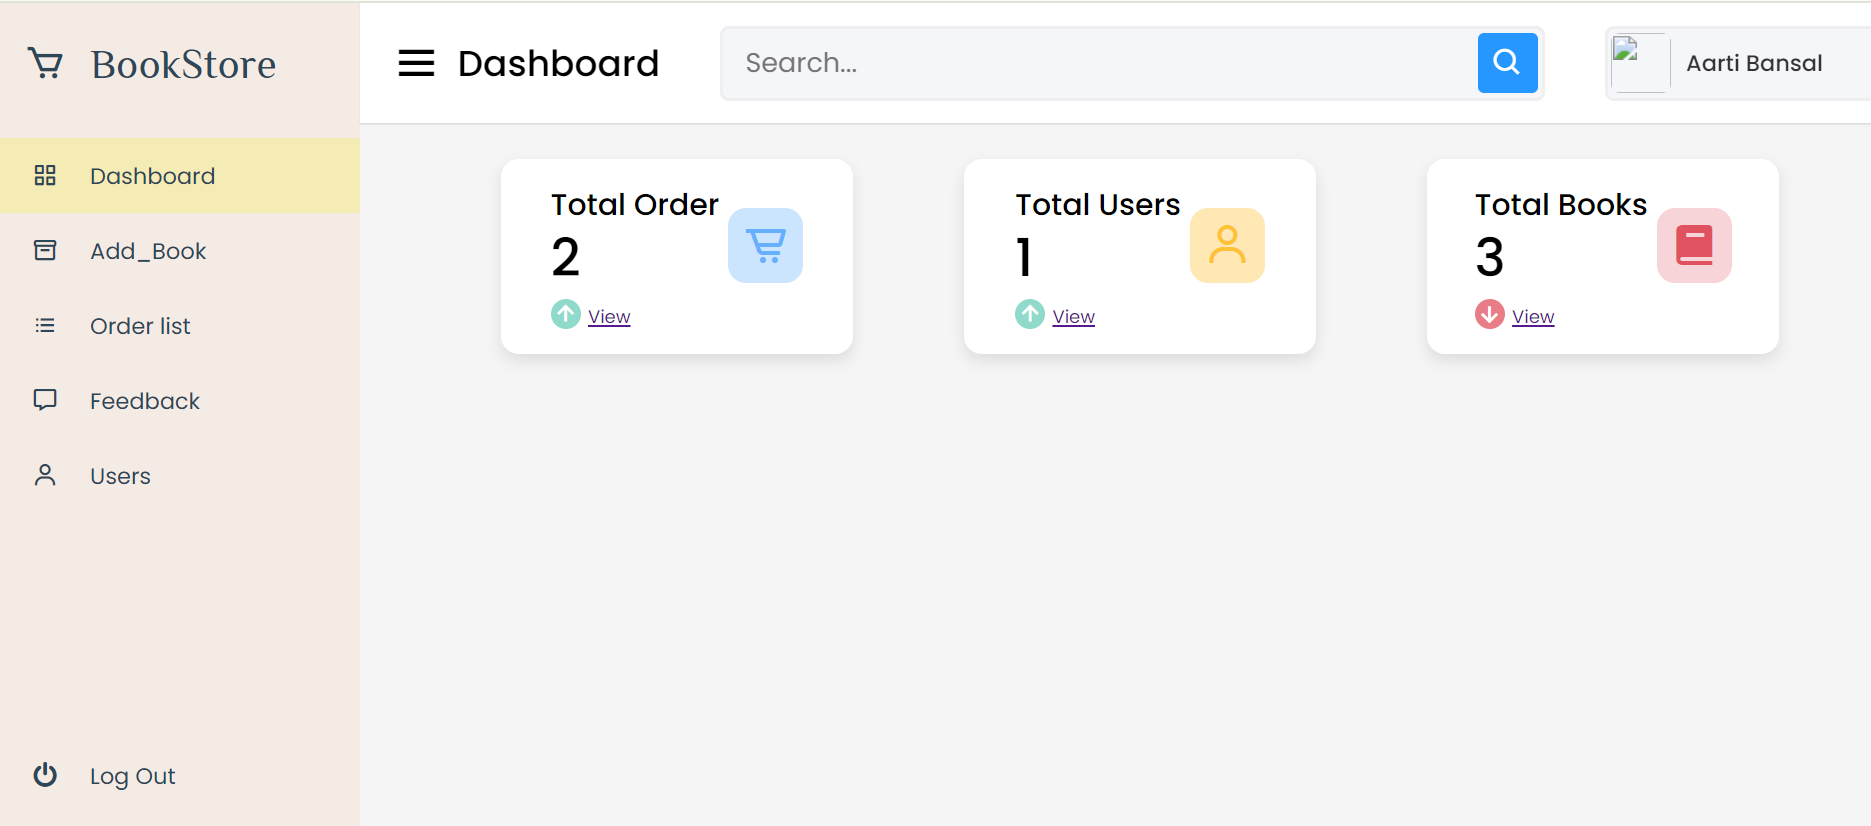 BookStore
Dashboard
Add_Book
Order list
Feedback
Users
Log Out
Dashboard
Search...
Aarti Bansal
Total Order
2
View
Total Users
1
View
Total Books
3
View